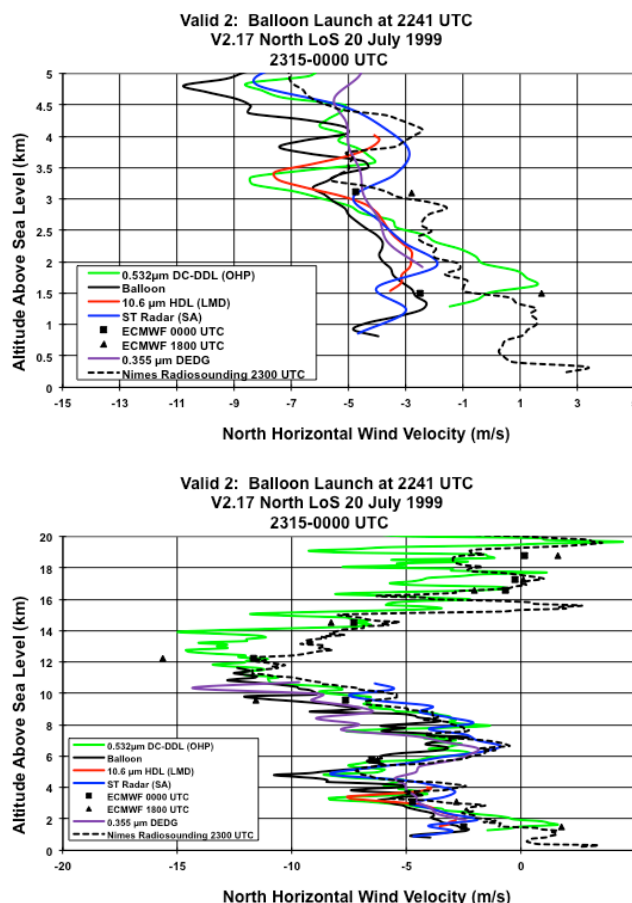 Valid 2: Balloon Launch at 2241 UTC
V2.17 North LoS 20 July 1999
2315-0000 UTC
Altitude Above Sea Level (km)
5
4.5
4
3.5
3
2.5
2
1.5
1
0.5
0
0.532µm DC-DDL (OHP)
Balloon
10.6 µm HDL (LMD)
ST Radar (SA)
ECMWF 0000 UTC
ECMWF 1800 UTC
0.355 µm DEDG
Nimes Radiosounding 2300 UTC
-15 -13 -11 -9 -7 -5 -3 -1 1 3
North Horizontal Wind Velocity (m/s)
Valid 2: Balloon Launch at 2241 UTC
V2.17 North LoS 20 July 1999
2315-0000 UTC
Altitude Above Sea Level (km)
20
18
16
14
12
10
8
6
4
2
0
0.532µm DC-DDL (OHP)
Balloon
10.6 µm HDL (LMD)
ST Radar (SA)
ECMWF 0000 UTC
ECMWF 1800 UTC
0.355 µm DEDG
Nimes Radiosounding 2300 UTC
-20 -15 -10 -5 0
North Horizontal Wind Velocity (m/s)